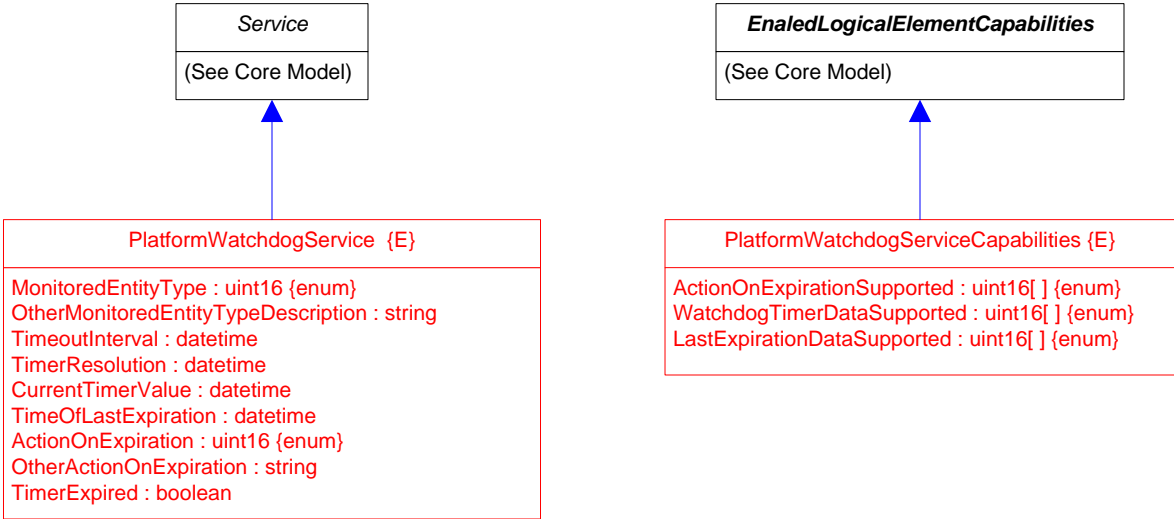 Service
(See Core Model)
EnaledLogicalElementCapabilities
(See Core Model)
PlatformWatchdogService {E}
MonitoredEntityType : uint16 {enum}
OtherMonitoredEntityTypeDescription : string
TimeoutInterval : datetime
TimerResolution : datetime
CurrentTimerValue : datetime
TimeOfLastExpiration : datetime
ActionOnExpiration : uint16 {enum}
OtherActionOnExpiration : string
TimerExpired : boolean
PlatformWatchdogServiceCapabilities {E}
ActionOnExpirationSupported : uint16[ ] {enum}
WatchdogTimerDataSupported : uint16[ ] {enum}
LastExpirationDataSupported : uint16[ ] {enum}